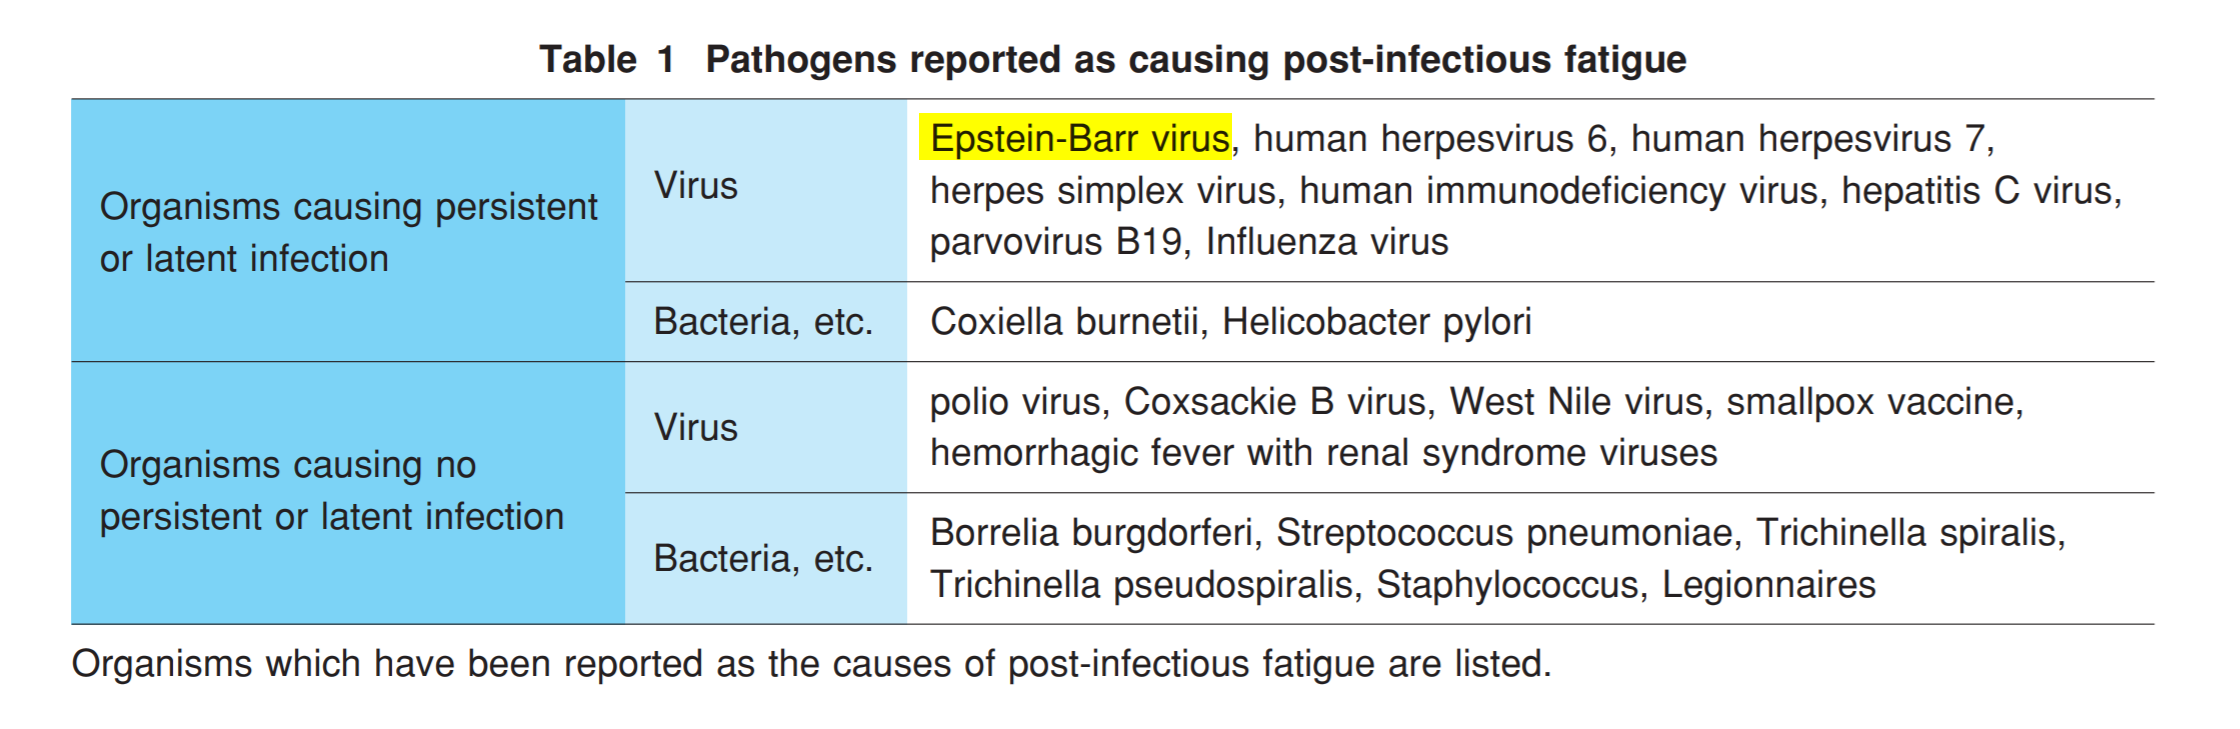 Table 1 Pathogens reported as causing post-infectious fatigue
Organisms causing persistent
or latent infection
Virus
Epstein-Barr virus, human herpesvirus 6, human herpesvirus 7,
herpes simplex virus, human immunodeficiency virus, hepatitis C virus,
parvovirus B19, Influenza virus
Bacteria, etc.
Coxiella burnetii, Helicobacter pylori
Organisms causing no
persistent or latent infection
Virus
polio virus, Coxsackie B virus, West Nile virus, smallpox vaccine,
hemorrhagic fever with renal syndrome viruses
Bacteria, etc.
Borrelia burgdorferi, Streptococcus pneumoniae, Trichinella spiralis,
Trichinella pseudospiralis, Staphylococcus, Legionnaires
Organisms which have been reported as the causes of post-infectious fatigue are listed.